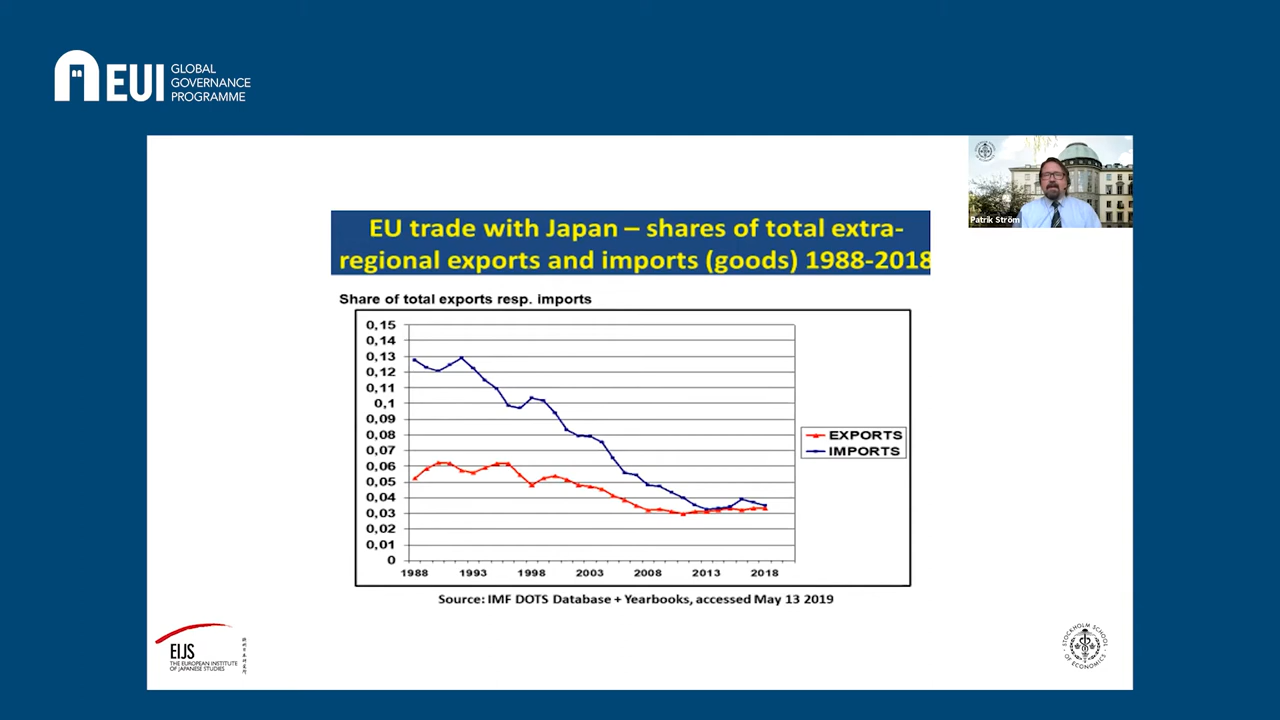 EUI
GLOBAL
GOVERNANCE
PROGRAMME
Patrik Ström
EU trade with Japan – shares of total extra-
regional exports and imports (goods) 1988-2018
Share of total exports resp. imports
0,15
0,14
0,13
0,12
0,11
0,1
0,09
0,08
0,07
0,06
0,05
0,04
0,03
0,02
0,01
0
1988 1993 1998 2003 2008 2013 2018
EXPORTS
IMPORTS
Source: IMF DOTS Database + Yearbooks, accessed May 13 2019
EIJS
THE EUROPEAN INSTITUTE
OF JAPANESE STUDIES
STOCKHOLM SCHOOL
OF ECONOMICS